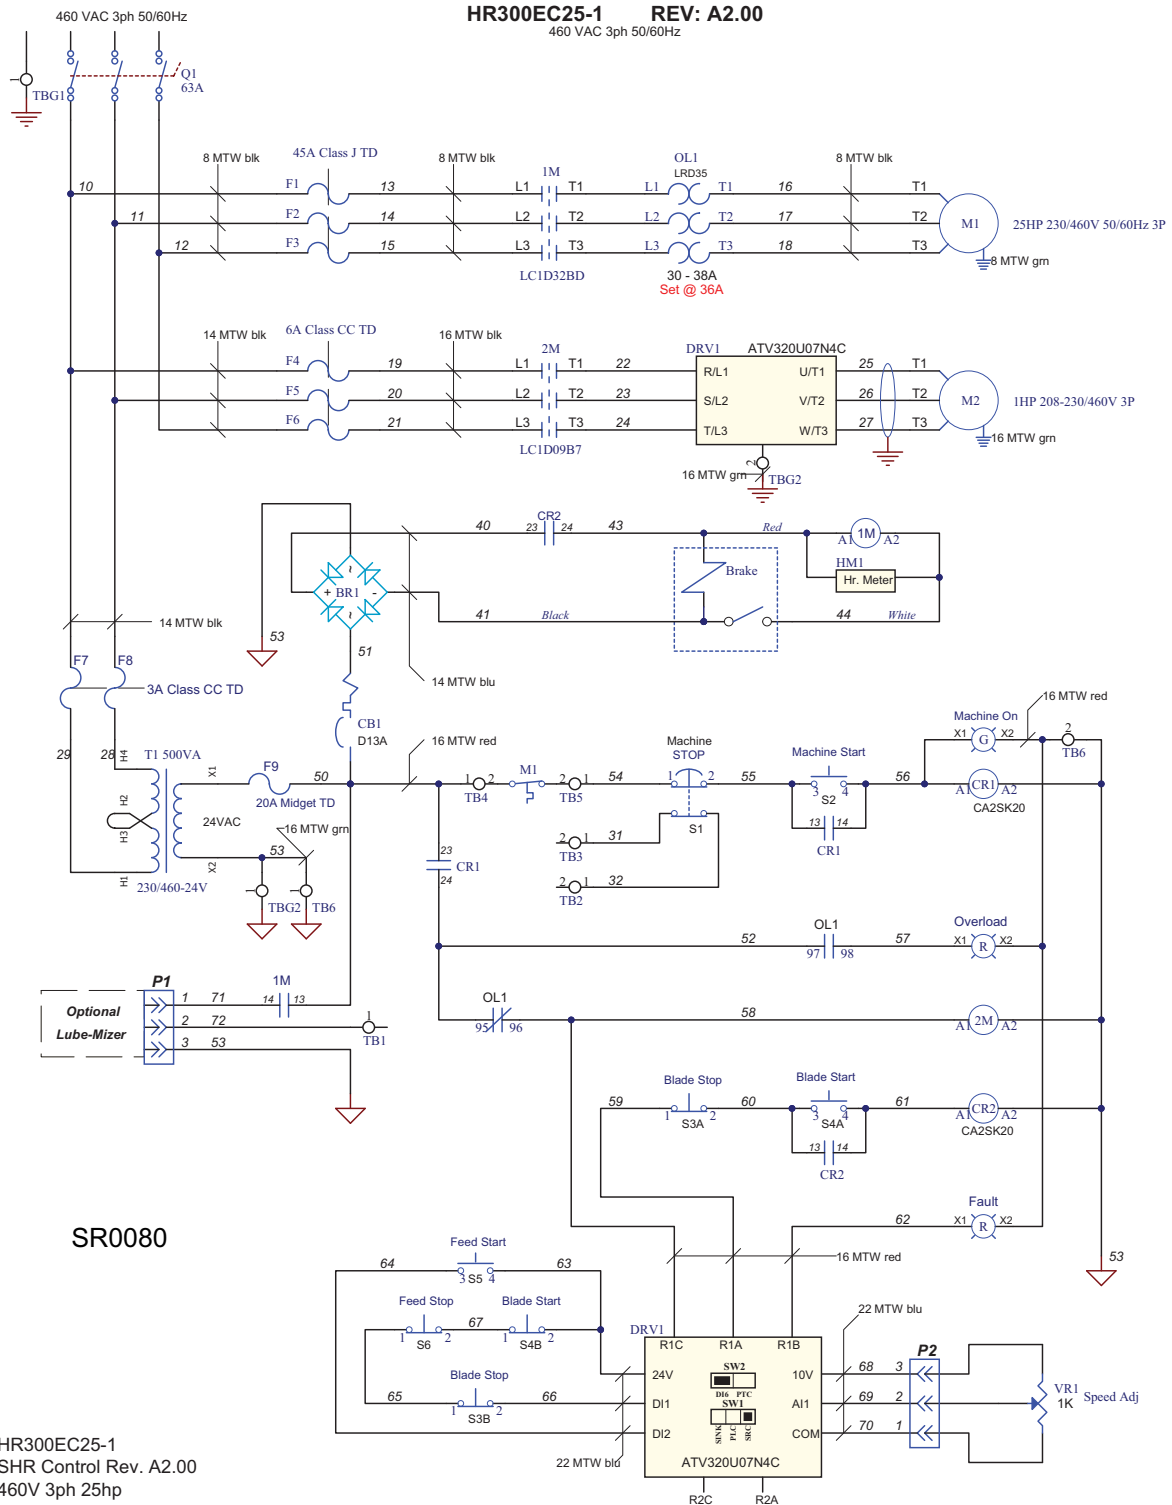 HR300EC25-1 REV: A2.00
460 VAC 3ph 50/60Hz
460 VAC 3ph 50/60Hz
1
TBG1
Q1
63A
8 MTW blk
45A Class J TD
8 MTW blk
1M
OL1
LRD35
8 MTW blk
10
F1
13
L1
T1
L1
T1
16
T1
11
F2
14
L2
T2
L2
T2
17
T2
M1
25HP 230/460V 50/60Hz 3P
12
F3
15
L3
T3
L3
T3
18
T3
8 MTW grn
LC1D32BD
30 - 38A
Set @ 36A
14 MTW blk
6A Class CC TD
16 MTW blk
2M
DRV1
ATV320U07N4C
F4
19
L1
T1
22
R/L1
U/T1
25
T1
F5
20
L2
T2
23
S/L2
V/T2
26
T2
M2
1HP 208-230/460V 3P
F6
21
L3
T3
24
T/L3
W/T3
27
T3
16 MTW grn
LC1D09B7
2
16 MTW grn
TBG2
40
CR2
23
24
43
Red
1M
A1
A2
HM1
Hr. Meter
Brake
~
+ BR1 -
~
41
Black
44
White
14 MTW blk
53
51
14 MTW blu
F7
F8
3A Class CC TD
CB1
D13A
16 MTW red
29
28
H4
T1 500VA
X1
F9
50
20A Midget TD
H2
H3
24VAC
16 MTW grn
53
X2
H1
230/460-24V
1
TBG2
1
TB6
1
2
TB4
M1
2
1
TB5
54
Machine
STOP
1
2
S1
55
Machine Start
3
4
S2
13
14
CR1
56
Machine On
X1
G
X2
16 MTW red
2
TB6
A1
CR1
A2
CA2SK20
2
1
TB3
31
2
1
TB2
32
23
CR1
24
52
OL1
97
98
57
Overload
X1
R
X2
OL1
95
96
58
A1
2M
A2
P1
Optional
Lube-Mizer
1
71
1M
14
13
2
72
1
TB1
3
53
59
Blade Stop
1
2
S3A
60
Blade Start
3
4
S4A
13
14
CR2
61
A1
CR2
A2
CA2SK20
62
Fault
X1
R
X2
16 MTW red
53
SR0080
64
Feed Start
3 S5 4
63
Feed Stop
1
2
S6
67
Blade Start
1
2
S4B
65
Blade Stop
1
2
S3B
66
22 MTW blu
DRV1
R1C
R1A
R1B
24V
DI1
DI2
SW2
DI6 PTC
SW1
SINK
PLC
SRC
10V
AI1
COM
ATV320U07N4C
R2C
R2A
22 MTW blu
P2
68
3
69
2
70
1
VR1
1K
Speed Adj
HR300EC25-1
SHR Control Rev. A2.00
460V 3ph 25hp